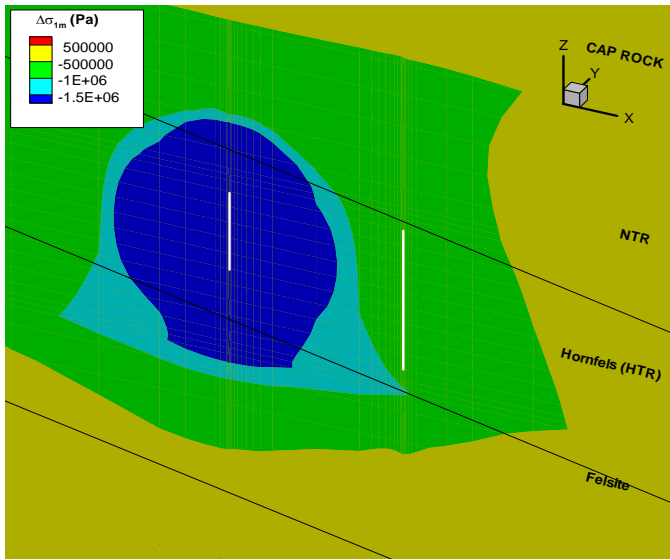 Δσ1m (Pa)
500000
-500000
-1E+06
-1.5E+06
Z
Y
X
CAP ROCK
NTR
Hornfels (HTR)
Felsite